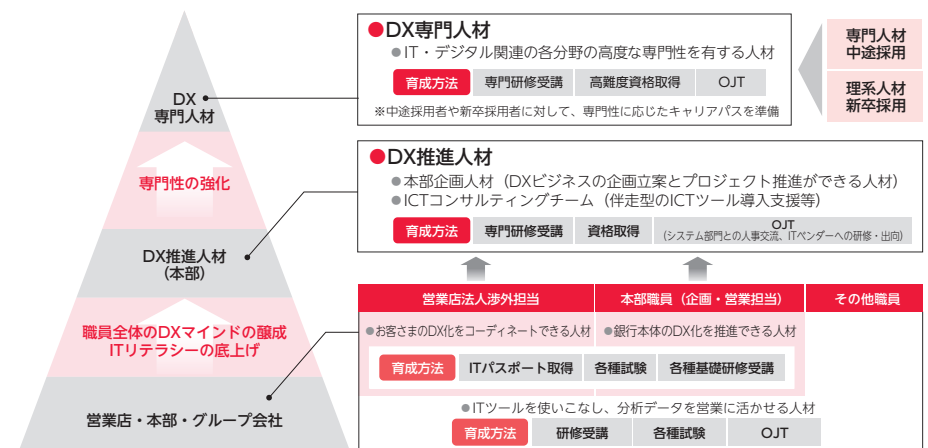 DX
専門人材
専門性の強化
DX推進人材
（本部）
職員全体のDXマインドの醸成
ITリテラシーの底上げ
営業店・本部・グループ会社
●DX専門人材
●IT・デジタル関連の各分野の高度な専門性を有する人材
育成方法 専門研修受講 高難度資格取得 OJT
※中途採用者や新卒採用者に対して、専門性に応じたキャリアパスを準備
専門人材
中途採用
理系人材
新卒採用
●DX推進人材
●本部企画人材（DXビジネスの企画立案とプロジェクト推進ができる人材）
●ICTコンサルティングチーム（伴走型のICTツール導入支援等）
育成方法 専門研修受講 資格取得 OJT
（システム部門との人事交流、ITベンダーへの研修・出向）
営業店法人渉外担当 本部職員（企画・営業担当） その他職員
●お客さまのDX化をコーディネートできる人材 ●銀行本体のDX化を推進できる人材
育成方法 ITパスポート取得 各種試験 各種基礎研修受講
●ITツールを使いこなし、分析データを営業に活かせる人材
育成方法 研修受講 各種試験 OJT